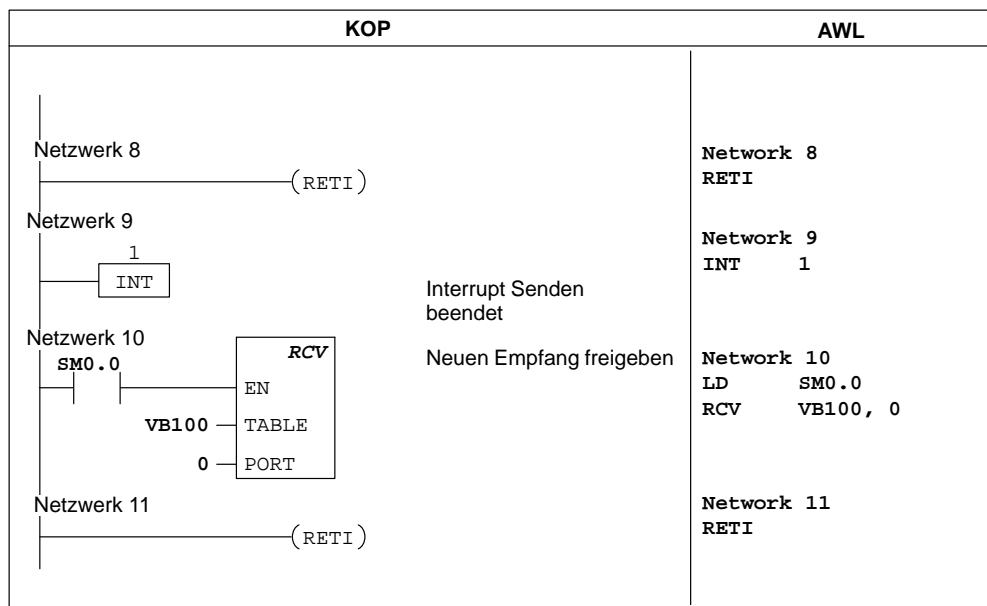 KOP
AWL
Netzwerk 8
(RETI)
Network 8
RETI
Netzwerk 9
1
INT
Interrupt Senden
beendet
Network 9
INT 1
Netzwerk 10
SM0.0
RCV
EN
VB100
TABLE
0
PORT
Neuen Empfang freigeben
Network 10
LD SM0.0
RCV VB100, 0
Netzwerk 11
(RETI)
Network 11
RETI